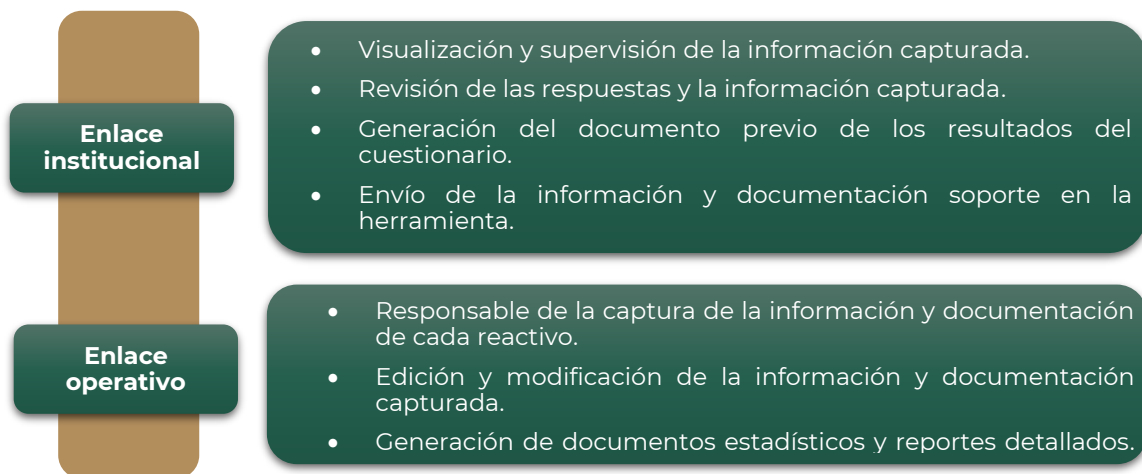 Enlace
institucional
• Visualización y supervisión de la información capturada.
• Revisión de las respuestas y la información capturada.
• Generación del documento previo de los resultados del
cuestionario.
• Envío de la información y documentación soporte en la
herramienta.
Enlace
operativo
• Responsable de la captura de la información y documentación
de cada reactivo.
• Edición y modificación de la información y documentación
capturada.
• Generación de documentos estadísticos y reportes detallados.